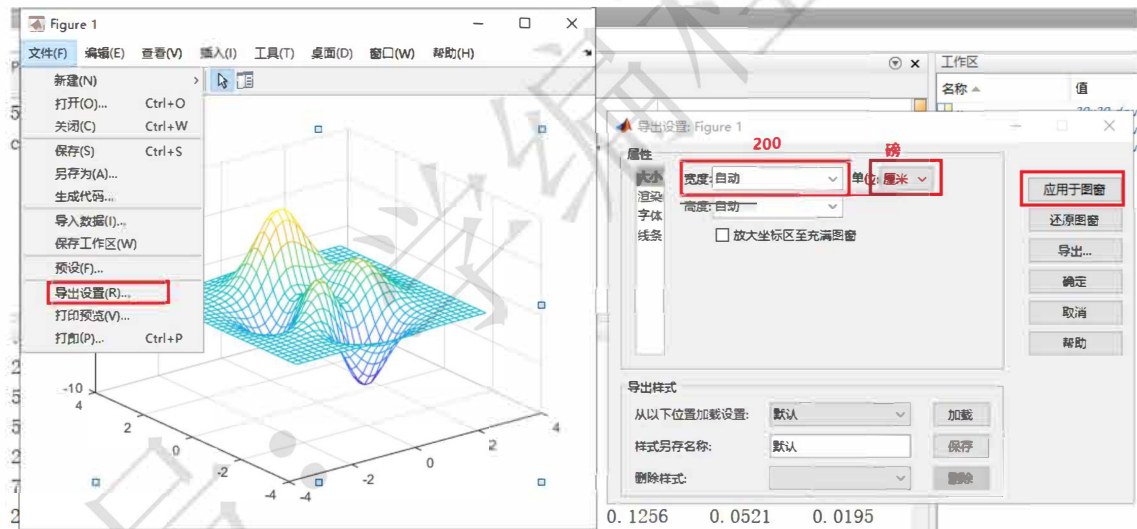 Figure 1
文件(F) 编辑(E) 查看(V) 插入(I) 工具(T) 桌面(D) 窗口(W) 帮助(H)
新建(N)
打开(O)... Ctrl+O
关闭(C) Ctrl+W
保存(S) Ctrl+S
另存为(A)...
生成代码...
导入数据(I)...
保存工作区(W)
预设(F)...
导出设置(R)...
打印预览(V)...
打印(P)... Ctrl+P
-10
4
2
0
-2
-4
-4
-2
0
2
4
工作区
名称 值
导出设置: Figure 1
200 磅
属性
大小
渲染
字体
线条
宽度: 自动 单位: 厘米
高度: 自动
放大坐标区至充满图窗
应用于图窗
还原图窗
导出...
确定
取消
帮助
导出样式
从以下位置加载设置: 默认 加载
样式另存名称: 默认 保存
删除样式: 删除
0.1256 0.0521 0.0195